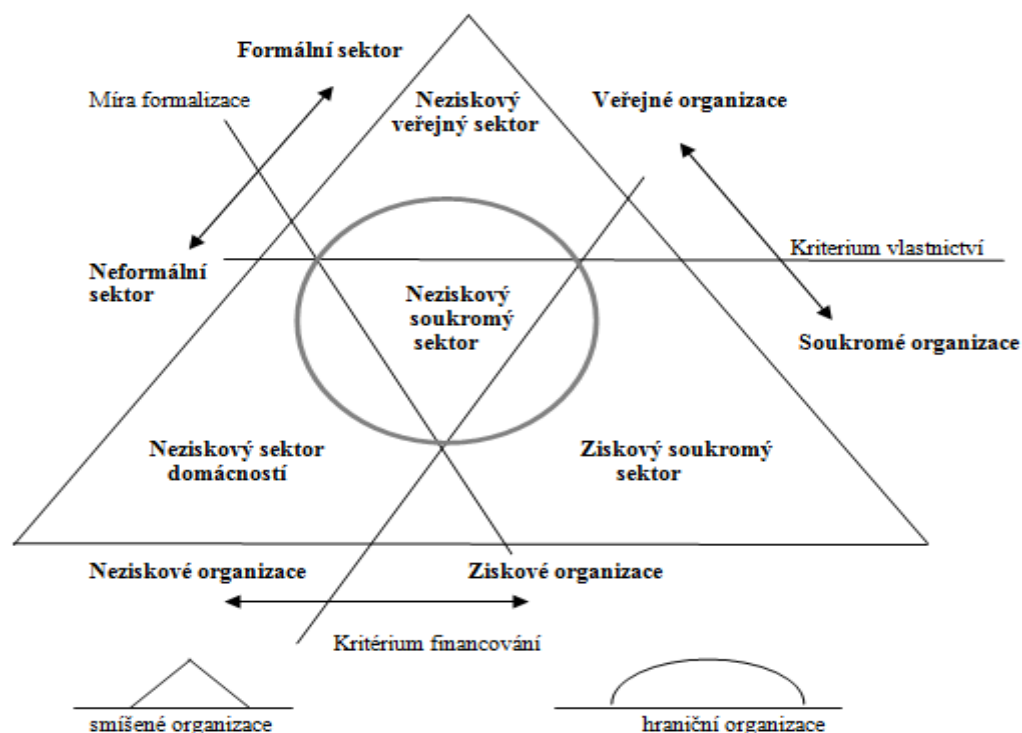 Formální sektor
Míra formalizace
Neziskový
veřejný sektor
Veřejné organizace
Kriterium vlastnictví
Neformální
sektor
Neziskový
soukromý
sektor
Soukromé organizace
Neziskový sektor
domácností
Ziskový soukromý
sektor
Neziskové organizace
Ziskové organizace
Kritérium financování
smíšené organizace
hraniční organizace